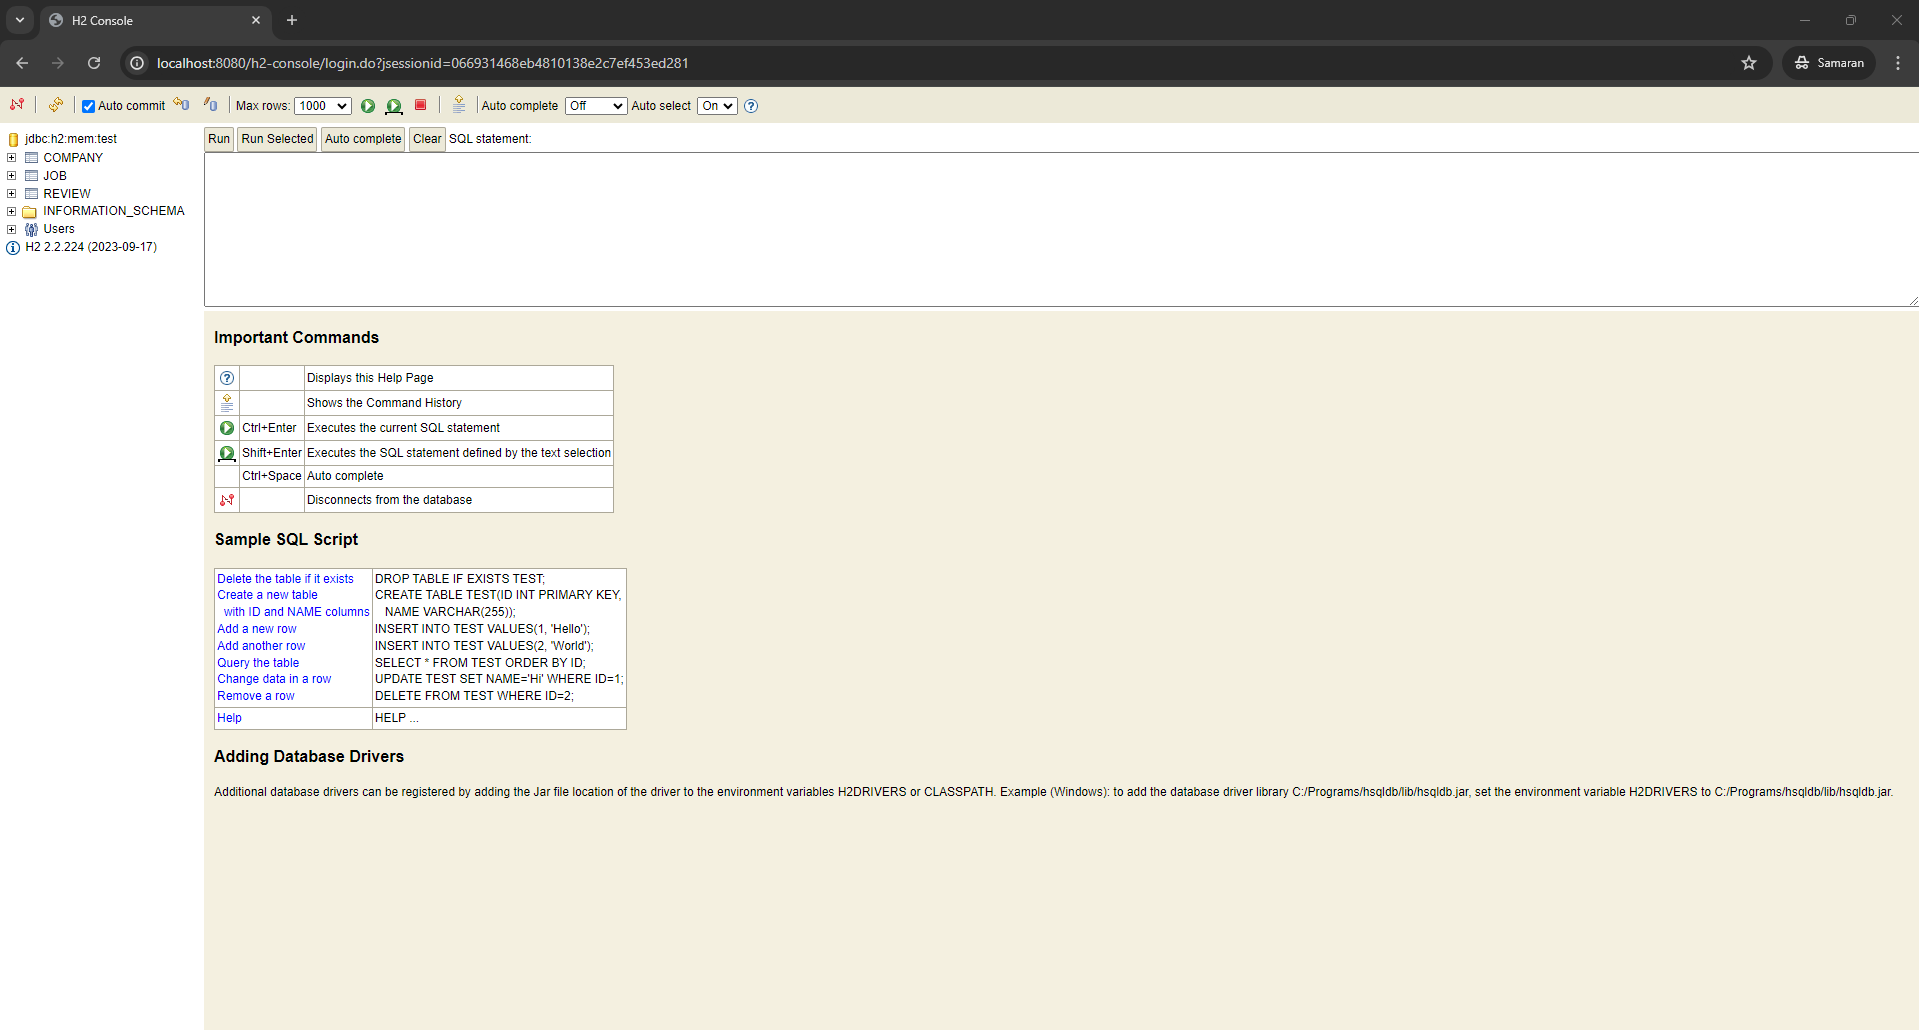 H2 Console
localhost:8080/h2-console/login.do?jsessionid=066931468eb4810138e2c7ef453ed281
Samaran
Auto commit
Max rows: 1000
Auto complete Off
Auto select On
jdbc:h2:mem:test
COMPANY
JOB
REVIEW
INFORMATION_SCHEMA
Users
H2 2.2.224 (2023-09-17)
Run Run Selected Auto complete Clear SQL statement:
Important Commands
Displays this Help Page
Shows the Command History
Ctrl+Enter Executes the current SQL statement
Shift+Enter Executes the SQL statement defined by the text selection
Ctrl+Space Auto complete
Disconnects from the database
Sample SQL Script
Delete the table if it exists DROP TABLE IF EXISTS TEST;
Create a new table CREATE TABLE TEST(ID INT PRIMARY KEY,
with ID and NAME columns NAME VARCHAR(255));
Add a new row INSERT INTO TEST VALUES(1, 'Hello');
Add another row INSERT INTO TEST VALUES(2, 'World');
Query the table SELECT * FROM TEST ORDER BY ID;
Change data in a row UPDATE TEST SET NAME='Hi' WHERE ID=1;
Remove a row DELETE FROM TEST WHERE ID=2;
Help HELP ...
Adding Database Drivers
Additional database drivers can be registered by adding the Jar file location of the driver to the environment variables H2DRIVERS or CLASSPATH. Example (Windows): to add the database driver library C:/Programs/hsqldb/lib/hsqldb.jar, set the environment variable H2DRIVERS to C:/Programs/hsqldb/lib/hsqldb.jar.